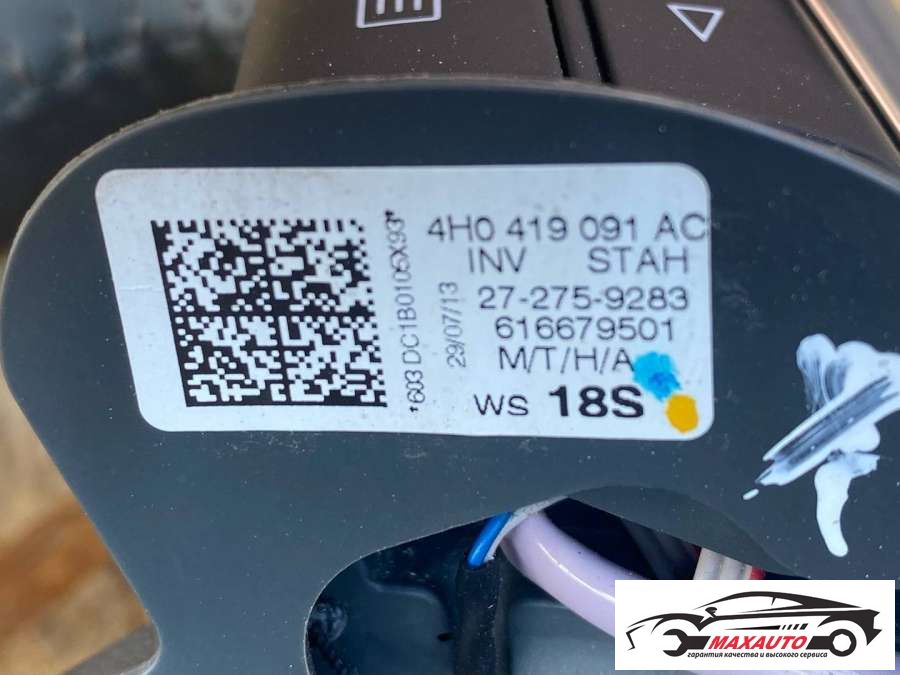 4H0 419 091 AC
INV STAH
27-275-9283
616679501
M/T/H/A
WS 18S
29/07/13
*603 DC1B0106X93*
MAXAUTO
гарантия качества и высокого сервиса